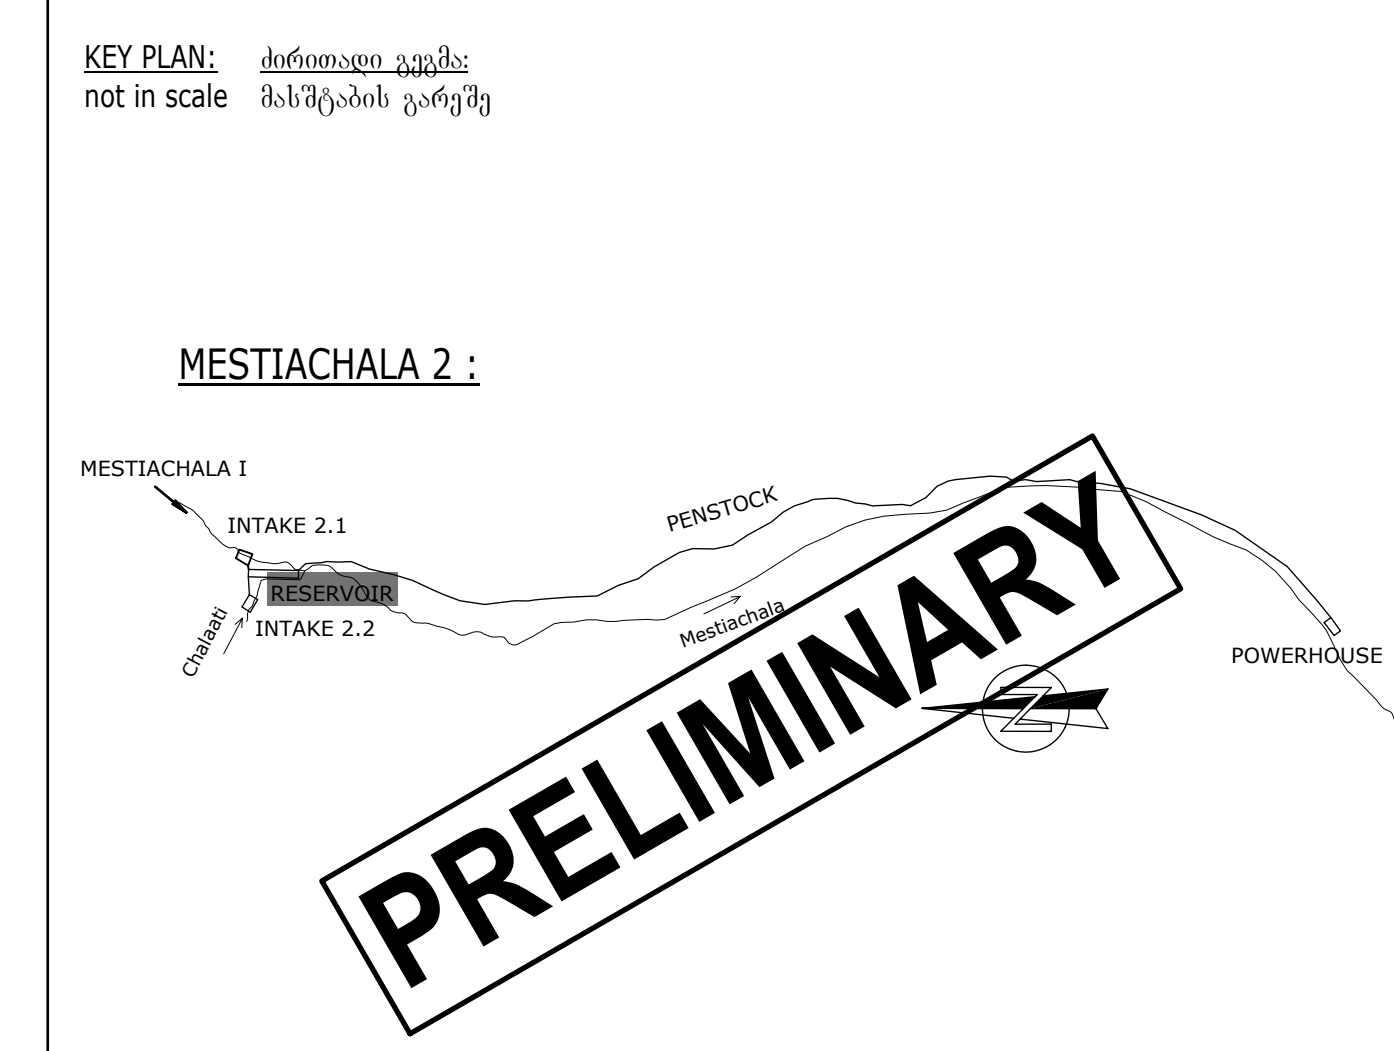 KEY PLAN: ძირითადი გეგმა:
not in scale მასშტაბის გარეშე
MESTIACHALA 2 :
MESTIACHALA I
INTAKE 2.1
PENSTOCK
RESERVOIR
Chalaati
INTAKE 2.2
Mestiachala
POWERHOUSE
PRELIMINARY